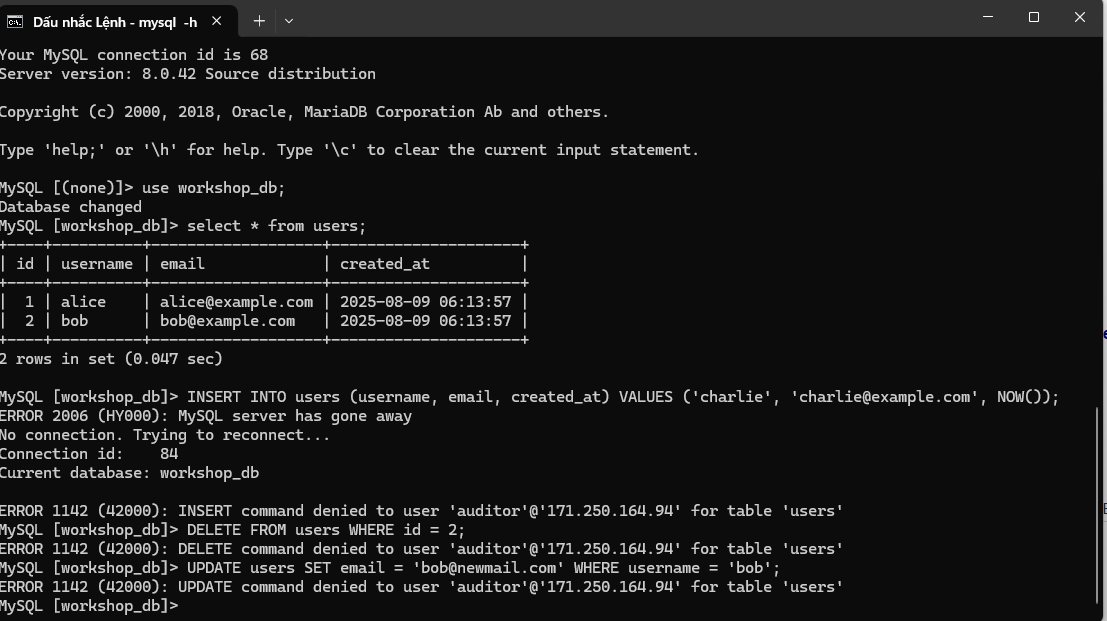 Dấu nhắc Lệnh - mysql -h
Your MySQL connection id is 68
Server version: 8.0.42 Source distribution
Copyright (c) 2000, 2018, Oracle, MariaDB Corporation Ab and others.
Type 'help;' or '\h' for help. Type '\c' to clear the current input statement.
MySQL [(none)]> use workshop_db;
Database changed
MySQL [workshop_db]> select * from users;
+----+----------+-------------------+---------------------+
| id | username | email             | created_at          |
+----+----------+-------------------+---------------------+
|  1 | alice    | alice@example.com | 2025-08-09 06:13:57 |
|  2 | bob      | bob@example.com   | 2025-08-09 06:13:57 |
+----+----------+-------------------+---------------------+
2 rows in set (0.047 sec)
MySQL [workshop_db]> INSERT INTO users (username, email, created_at) VALUES ('charlie', 'charlie@example.com', NOW());
ERROR 2006 (HY000): MySQL server has gone away
No connection. Trying to reconnect...
Connection id:    84
Current database: workshop_db
ERROR 1142 (42000): INSERT command denied to user 'auditor'@'171.250.164.94' for table 'users'
MySQL [workshop_db]> DELETE FROM users WHERE id = 2;
ERROR 1142 (42000): DELETE command denied to user 'auditor'@'171.250.164.94' for table 'users'
MySQL [workshop_db]> UPDATE users SET email = 'bob@newmail.com' WHERE username = 'bob';
ERROR 1142 (42000): UPDATE command denied to user 'auditor'@'171.250.164.94' for table 'users'
MySQL [workshop_db]>